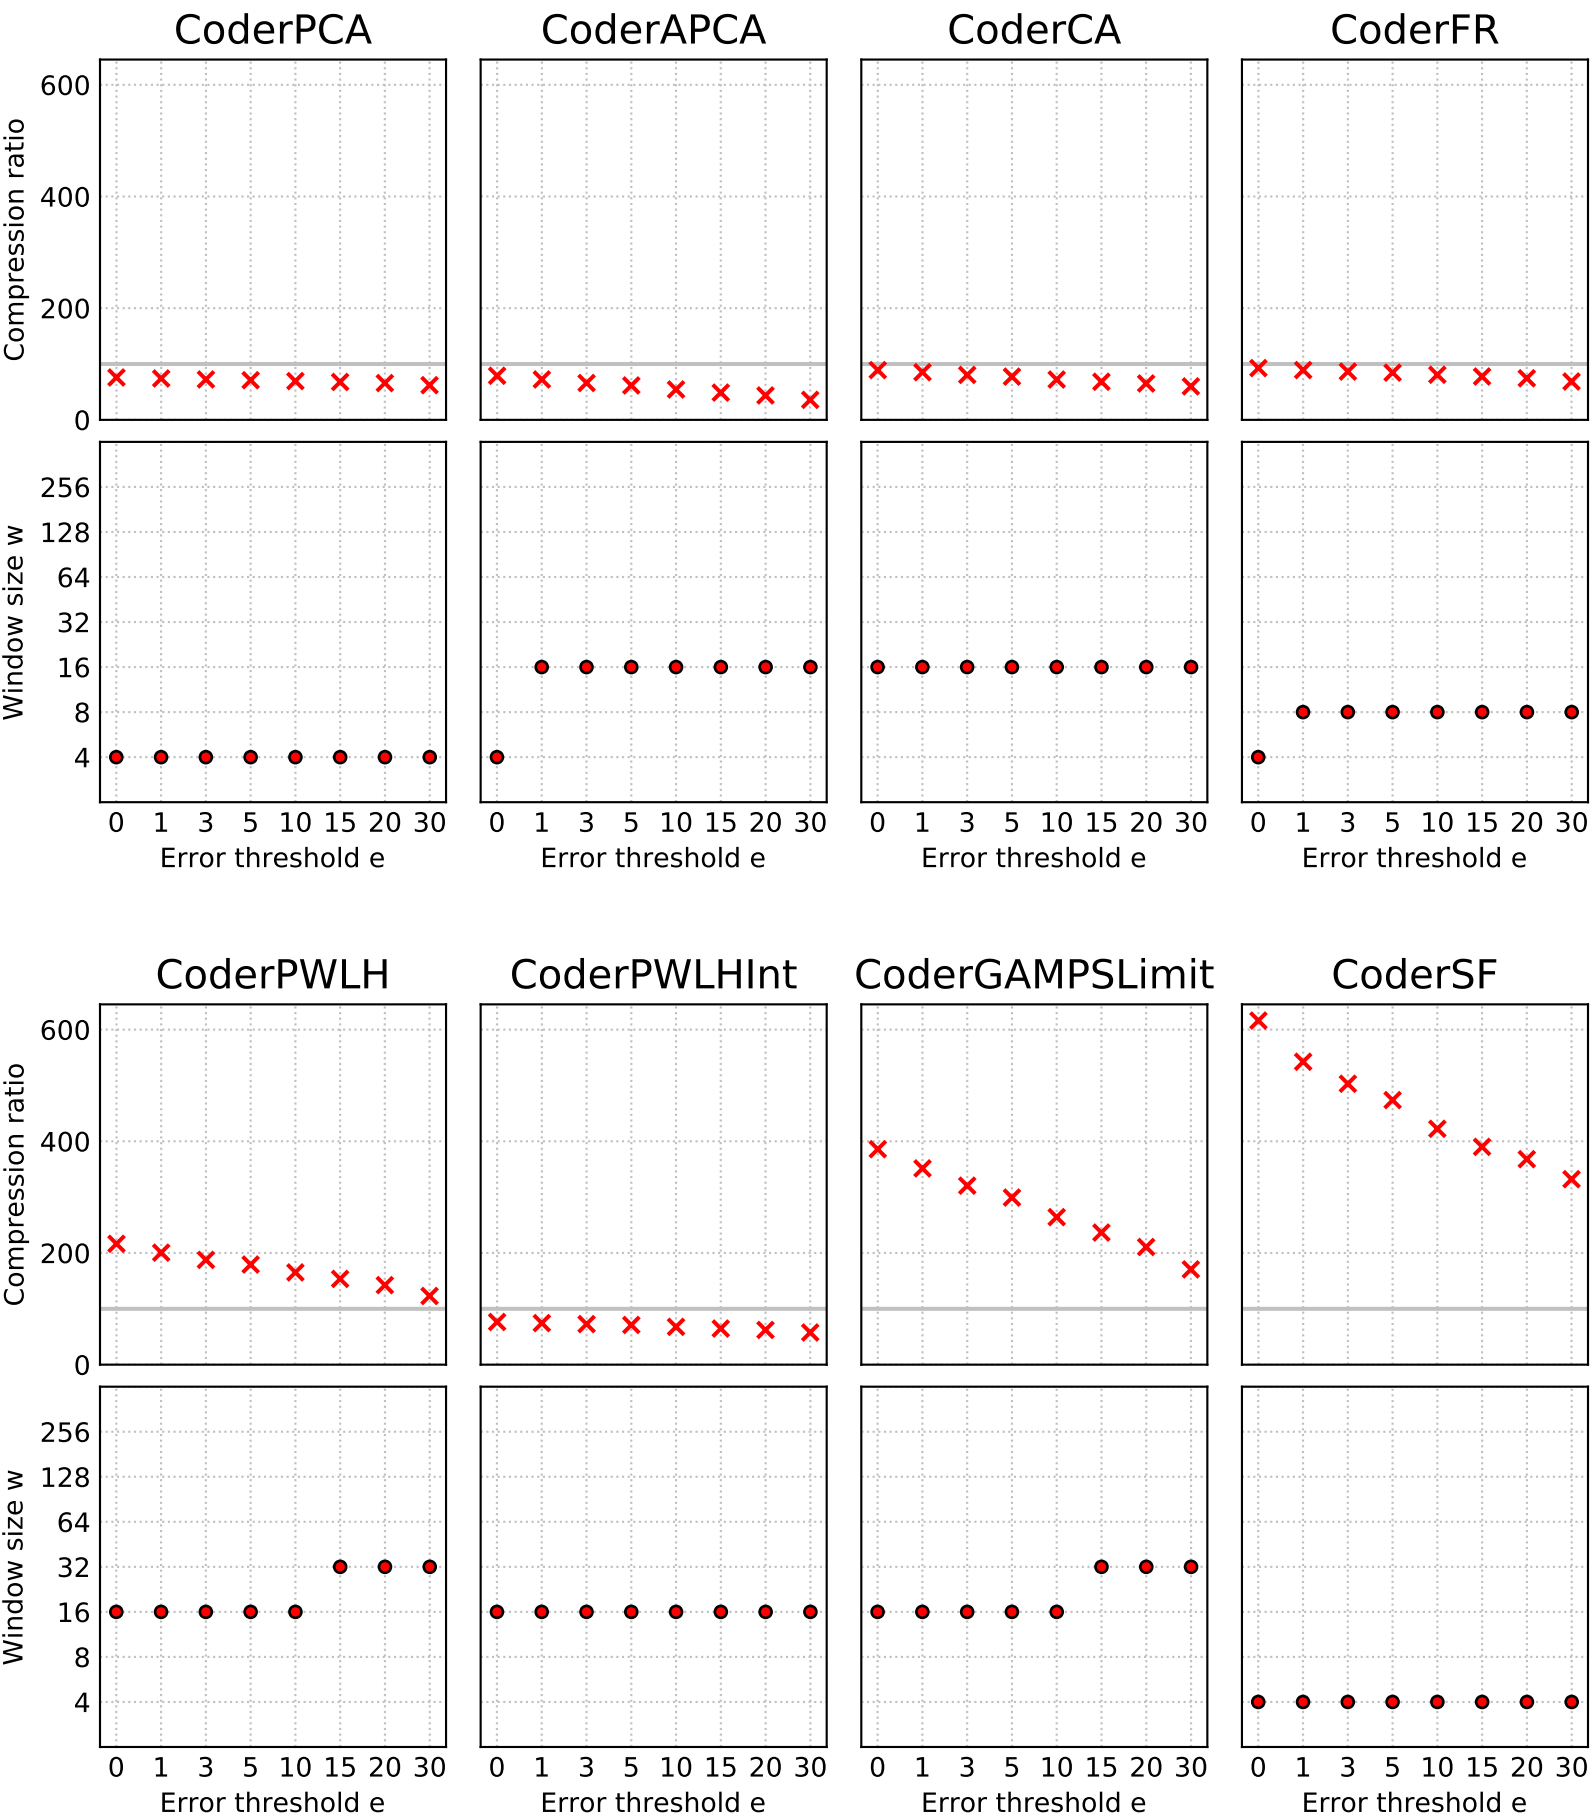 CoderPCA CoderAPCA CoderCA CoderFR
Compression ratio
600
400
200
0
Window size w
256
128
64
32
16
8
4
0 1 3 5 10 15 20 30 0 1 3 5 10 15 20 30 0 1 3 5 10 15 20 30 0 1 3 5 10 15 20 30
Error threshold e Error threshold e Error threshold e Error threshold e
CoderPWLH CoderPWLHInt CoderGAMPSLimit CoderSF
Compression ratio
600
400
200
0
Window size w
256
128
64
32
16
8
4
0 1 3 5 10 15 20 30 0 1 3 5 10 15 20 30 0 1 3 5 10 15 20 30 0 1 3 5 10 15 20 30
Error threshold e Error threshold e Error threshold e Error threshold e